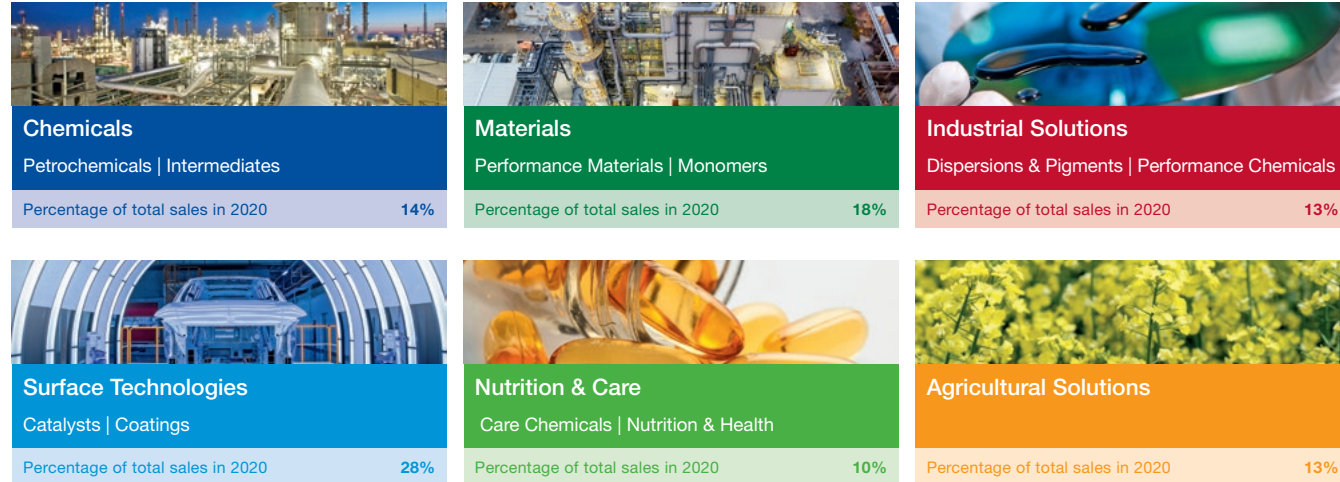 Chemicals
Petrochemicals | Intermediates
Percentage of total sales in 2020 14%
Materials
Performance Materials | Monomers
Percentage of total sales in 2020 18%
Industrial Solutions
Dispersions & Pigments | Performance Chemicals
Percentage of total sales in 2020 13%
Surface Technologies
Catalysts | Coatings
Percentage of total sales in 2020 28%
Nutrition & Care
Care Chemicals | Nutrition & Health
Percentage of total sales in 2020 10%
Agricultural Solutions
Percentage of total sales in 2020 13%